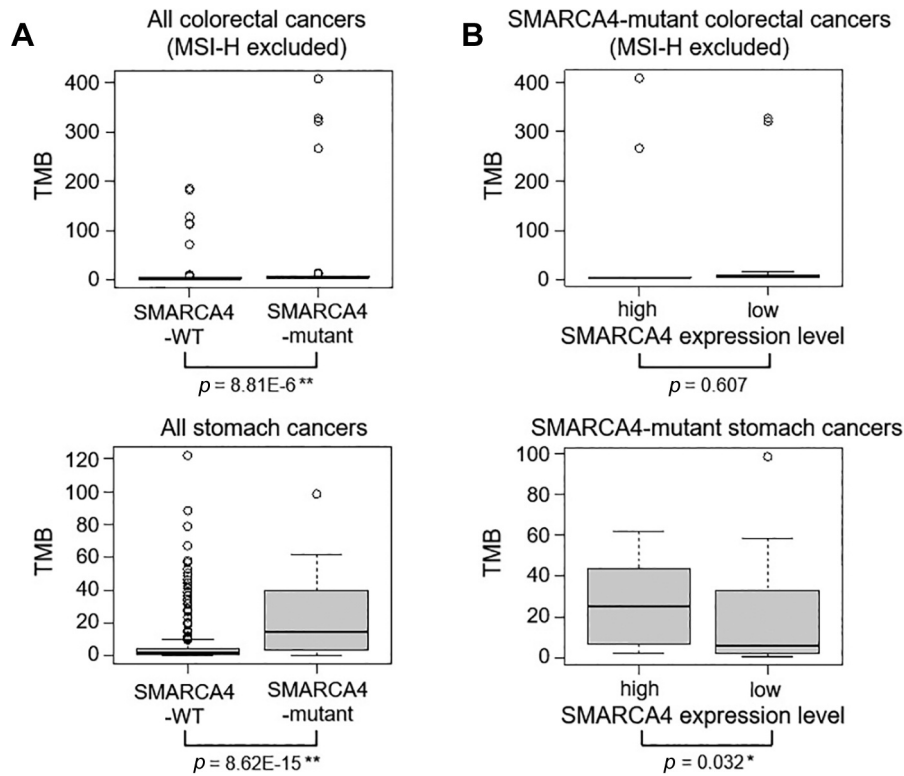 A
All colorectal cancers
(MSI-H excluded)
TMB
400
300
200
100
0
SMARCA4
-WT
SMARCA4
-mutant
p = 8.81E-6 **
B
SMARCA4-mutant colorectal cancers
(MSI-H excluded)
TMB
400
300
200
100
0
high
low
SMARCA4 expression level
p = 0.607
All stomach cancers
TMB
120
100
80
60
40
20
0
SMARCA4
-WT
SMARCA4
-mutant
p = 8.62E-15 **
SMARCA4-mutant stomach cancers
TMB
100
80
60
40
20
0
high
low
SMARCA4 expression level
p = 0.032 *